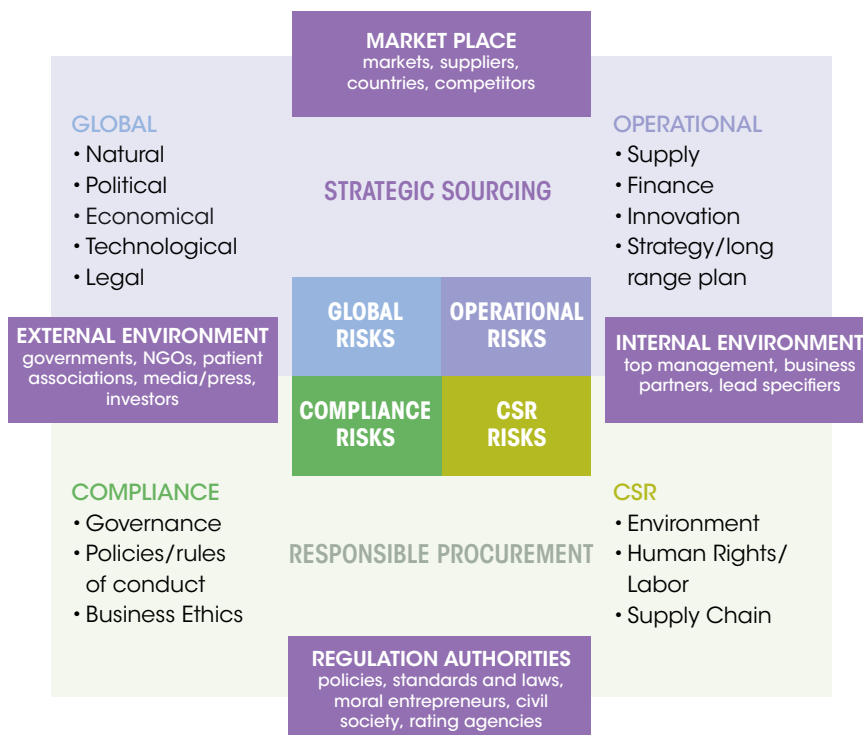 MARKET PLACE
markets, suppliers,
countries, competitors
GLOBAL
• Natural
• Political
• Economical
• Technological
• Legal
STRATEGIC SOURCING
OPERATIONAL
• Supply
• Finance
• Innovation
• Strategy/long
range plan
EXTERNAL ENVIRONMENT
governments, NGOs, patient
associations, media/press,
investors
GLOBAL
RISKS
OPERATIONAL
RISKS
COMPLIANCE
RISKS
CSR
RISKS
INTERNAL ENVIRONMENT
top management, business
partners, lead specifiers
COMPLIANCE
• Governance
• Policies/rules
of conduct
• Business Ethics
RESPONSIBLE PROCUREMENT
CSR
• Environment
• Human Rights/
Labor
• Supply Chain
REGULATION AUTHORITIES
policies, standards and laws,
moral entrepreneurs, civil
society, rating agencies